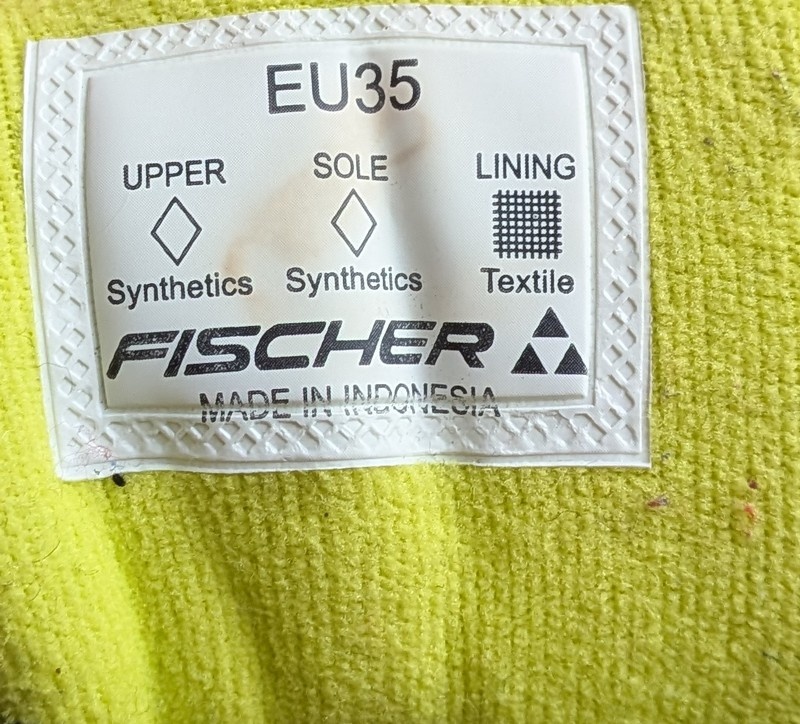 EU35
UPPER SOLE LINING
Synthetics Synthetics Textile
FISCHER
MADE IN INDONESIA